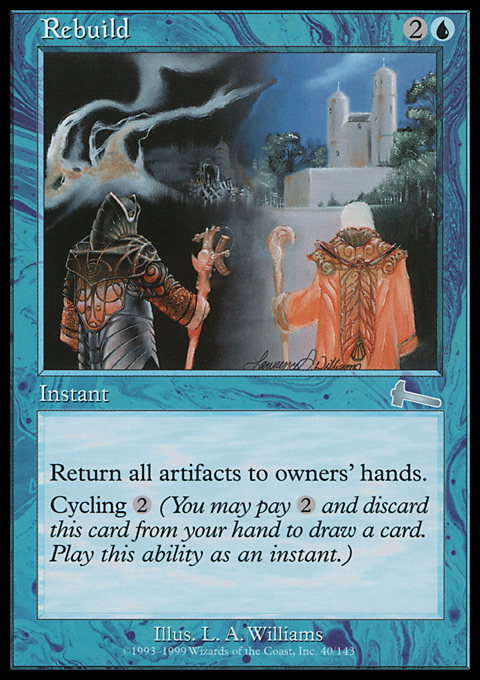 Rebuild 2
Lawrence A. Williams
Instant
Return all artifacts to owners' hands.
Cycling 2 (You may pay 2 and discard
this card from your hand to draw a card.
Play this ability as an instant.)
Illus. L. A. Williams
©1993-1999 Wizards of the Coast, Inc. 40/143